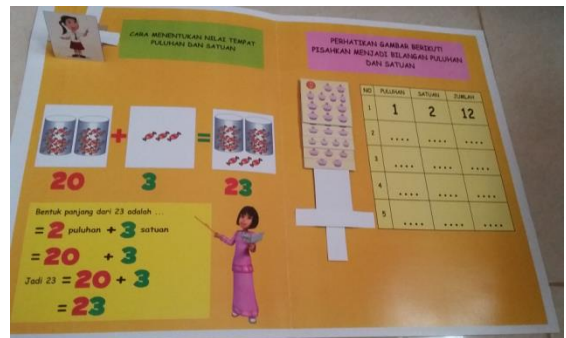 CARA MENENTUKAN NILAI TEMPAT
PULUHAN DAN SATUAN
20 3 23
Bentuk panjang dari 23 adalah ...
= 2 puluhan + 3 satuan
= 20 + 3
Jadi 23 = 20 + 3
= 23
PERHATIKAN GAMBAR BERIKUT!
PISAHKAN MENJADI BILANGAN PULUHAN
DAN SATUAN
NO PULUHAN SATUAN JUMLAH
1 1 2 12
2 .... .... ....
3 .... .... ....
4 .... .... ....
5 .... .... ....